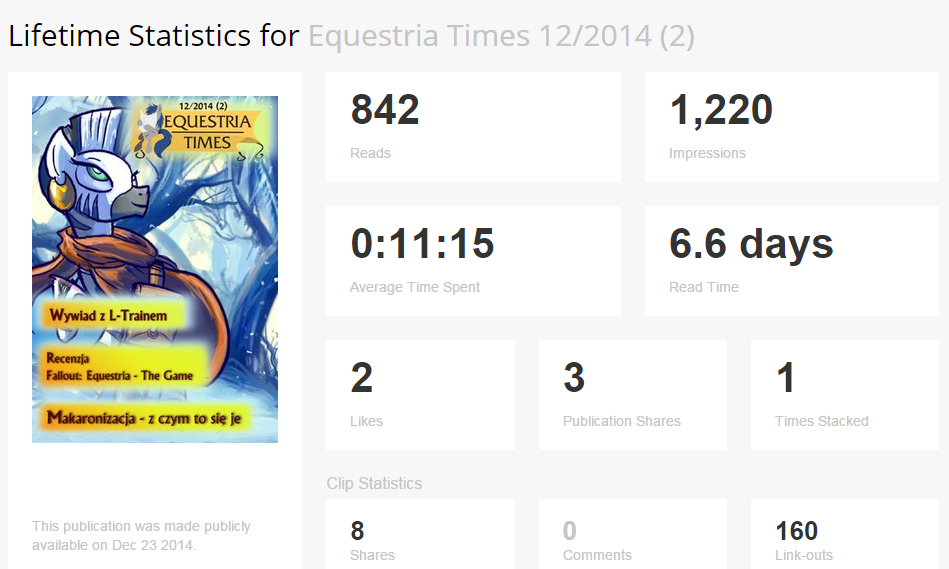 Lifetime Statistics for Equestria Times 12/2014 (2)
12/2014 (2)
EQUESTRIA
TIMES
Wywiad z L-Trainem
Recenzja
Fallout: Equestria - The Game
Makaronizacja - z czym to się je
This publication was made publicly
available on Dec 23 2014.
842
Reads
1,220
Impressions
0:11:15
Average Time Spent
6.6 days
Read Time
2
Likes
3
Publication Shares
1
Times Stacked
Clip Statistics
8
Shares
0
Comments
160
Link-outs